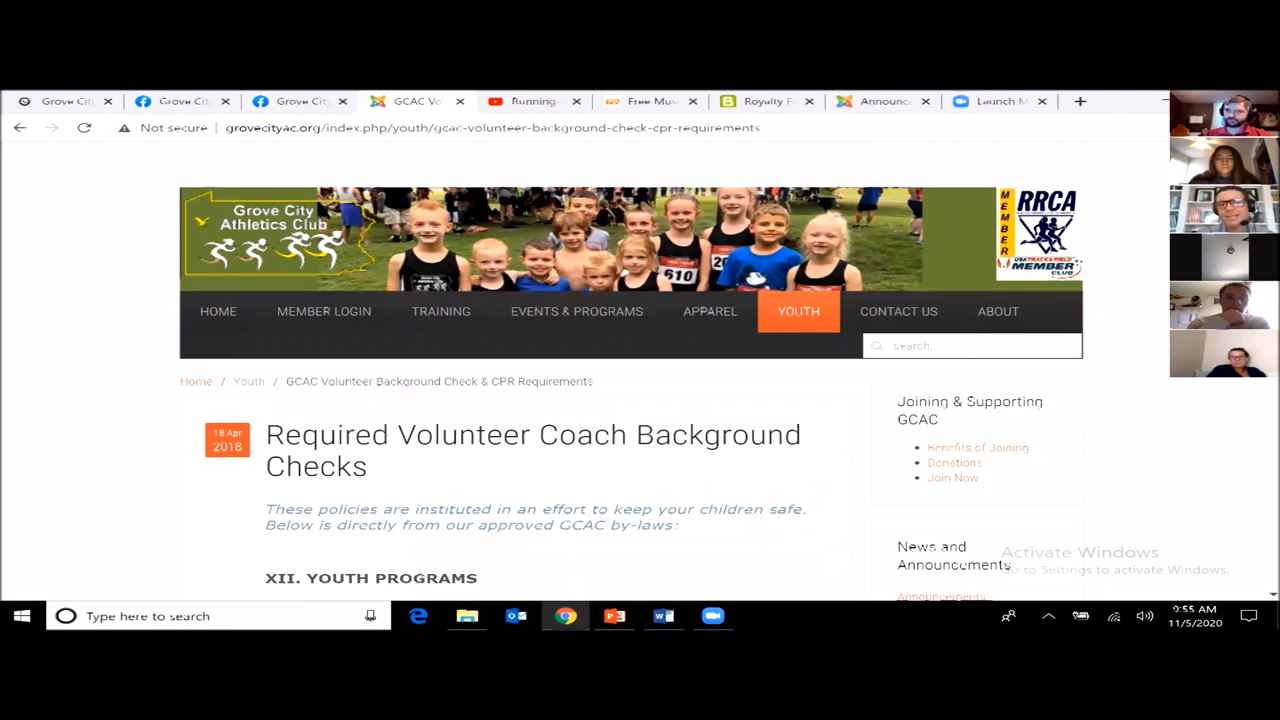 Grove City
Grove City
Grove City
GCAC Vo
Running-
Free Mus
Royalty F
Announc
Launch M
Not secure
grovecityac.org/index.php/youth/gcac-volunteer-background-check-cpr-requirements
Grove City
Athletics Club
610
MEMBER
RRCA
USA TRACK & FIELD
MEMBER
CLUB
HOME
MEMBER LOGIN
TRAINING
EVENTS & PROGRAMS
APPAREL
YOUTH
CONTACT US
ABOUT
search...
Home / Youth / GCAC Volunteer Background Check & CPR Requirements
18 Apr
2018
Required Volunteer Coach Background
Checks
These policies are instituted in an effort to keep your children safe.
Below is directly from our approved GCAC by-laws:
XII. YOUTH PROGRAMS
Joining & Supporting
GCAC
Benefits of Joining
Donations
Join Now
News and
Announcements
Announcements
Activate Windows
Go to Settings to activate Windows.
Type here to search
9:55 AM
11/5/2020